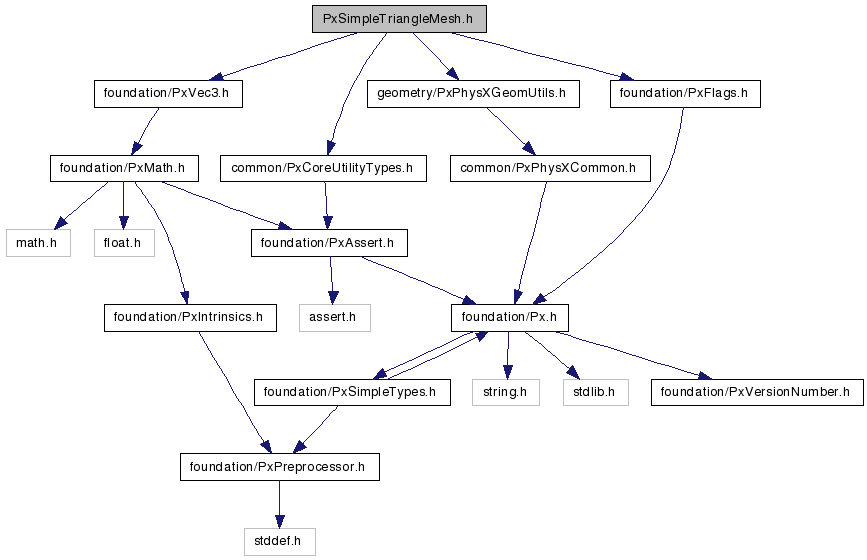 PxSimpleTriangleMesh.h
foundation/PxVec3.h
geometry/PxPhysXGeomUtils.h
foundation/PxFlags.h
foundation/PxMath.h
common/PxCoreUtilityTypes.h
common/PxPhysXCommon.h
math.h
float.h
foundation/PxAssert.h
foundation/PxIntrinsics.h
assert.h
foundation/Px.h
foundation/PxSimpleTypes.h
string.h
stdlib.h
foundation/PxVersionNumber.h
foundation/PxPreprocessor.h
stddef.h